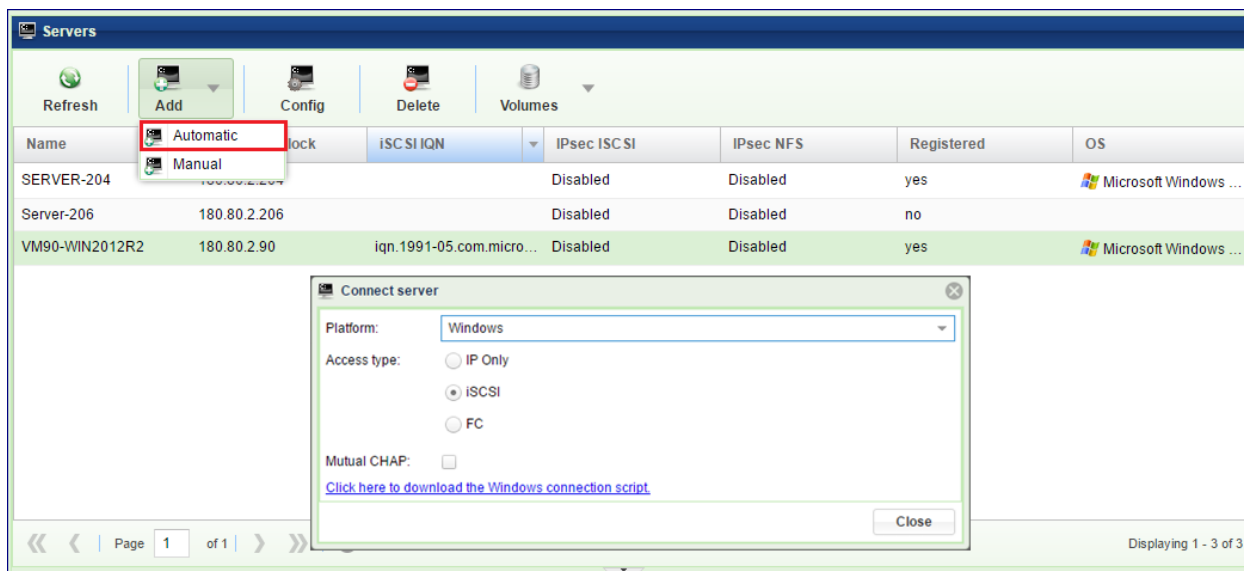 Servers
Refresh Add Config Delete Volumes
Automatic
Manual
Name lock iSCSI IQN IPsec ISCSI IPsec NFS Registered OS
SERVER-204 180.80.2.204 Disabled Disabled yes Microsoft Windows ...
Server-206 180.80.2.206 Disabled Disabled no
VM90-WIN2012R2 180.80.2.90 iqn.1991-05.com.micro... Disabled Disabled yes Microsoft Windows ...
Connect server
Platform: Windows
Access type: IP Only
iSCSI
FC
Mutual CHAP:
Click here to download the Windows connection script.
Close
Page 1 of 1 Displaying 1 - 3 of 3